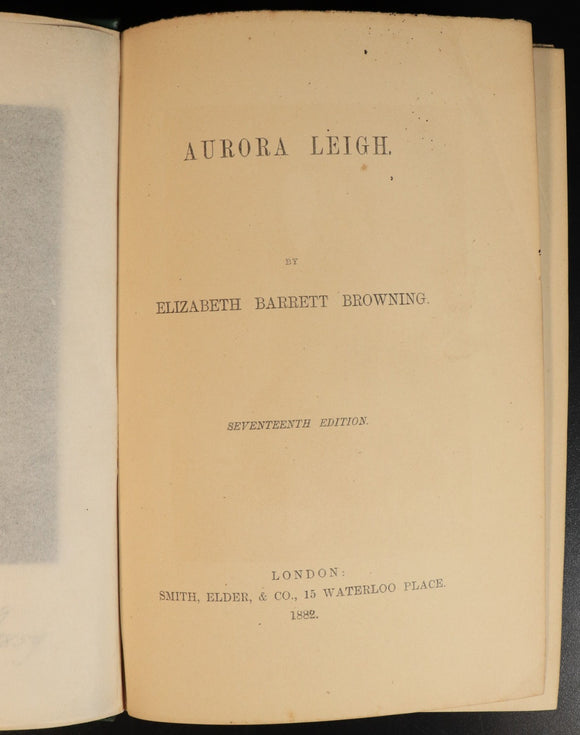 AURORA LEIGH.
BY
ELIZABETH BARRETT BROWNING.
SEVENTEENTH EDITION.
LONDON:
SMITH, ELDER, & CO., 15 WATERLOO PLACE.
1882.